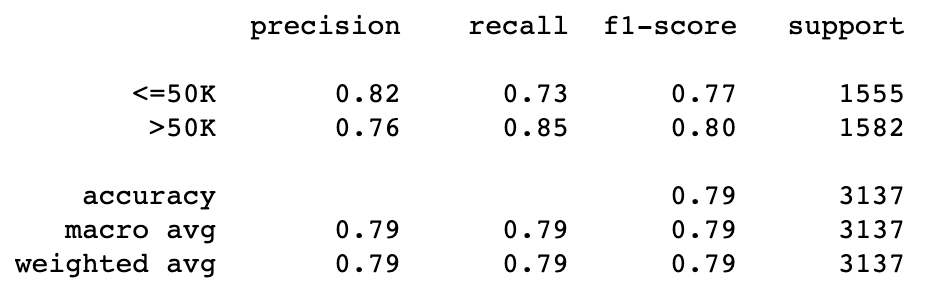 precision recall f1-score support
<=50K 0.82 0.73 0.77 1555
>50K 0.76 0.85 0.80 1582
accuracy 0.79 3137
macro avg 0.79 0.79 0.79 3137
weighted avg 0.79 0.79 0.79 3137